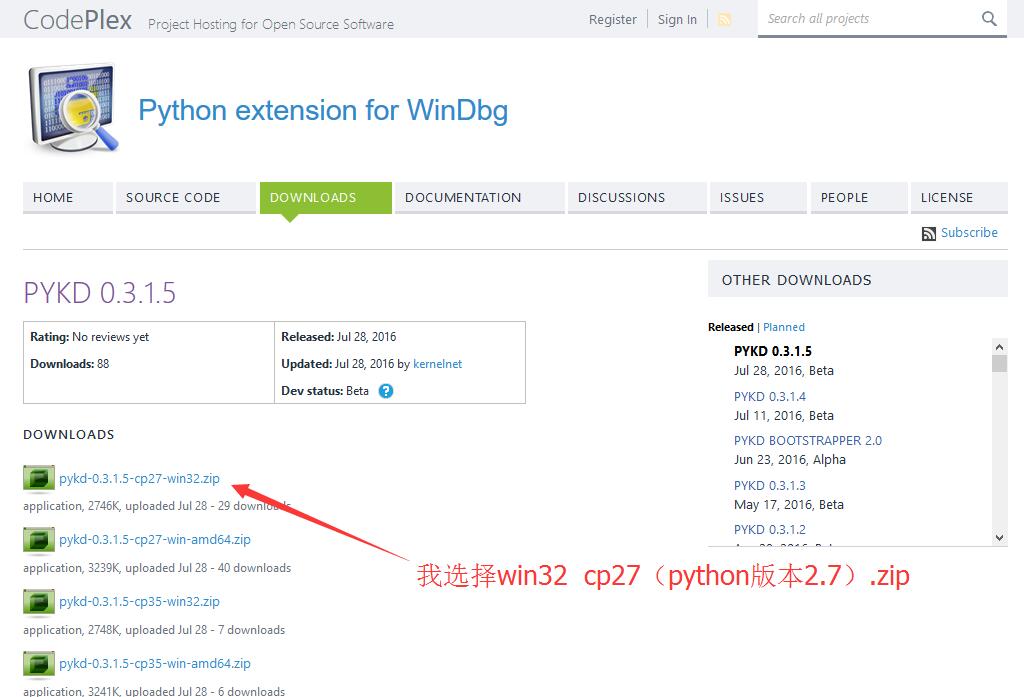 CodePlex Project Hosting for Open Source Software
Register
Sign In
Search all projects
Python extension for WinDbg
HOME
SOURCE CODE
DOWNLOADS
DOCUMENTATION
DISCUSSIONS
ISSUES
PEOPLE
LICENSE
Subscribe
PYKD 0.3.1.5
Rating: No reviews yet
Downloads: 88
Released: Jul 28, 2016
Updated: Jul 28, 2016 by kernelnet
Dev status: Beta ?
DOWNLOADS
pykd-0.3.1.5-cp27-win32.zip
application, 2746K, uploaded Jul 28 - 29 downloads
pykd-0.3.1.5-cp27-win-amd64.zip
application, 3239K, uploaded Jul 28 - 40 downloads
pykd-0.3.1.5-cp35-win32.zip
application, 2748K, uploaded Jul 28 - 7 downloads
pykd-0.3.1.5-cp35-win-amd64.zip
application, 3241K, uploaded Jul 28 - 6 downloads
我选择win32 cp27（python版本2.7）.zip
OTHER DOWNLOADS
Released | Planned
PYKD 0.3.1.5
Jul 28, 2016, Beta
PYKD 0.3.1.4
Jul 11, 2016, Beta
PYKD BOOTSTRAPPER 2.0
Jun 23, 2016, Alpha
PYKD 0.3.1.3
May 17, 2016, Beta
PYKD 0.3.1.2